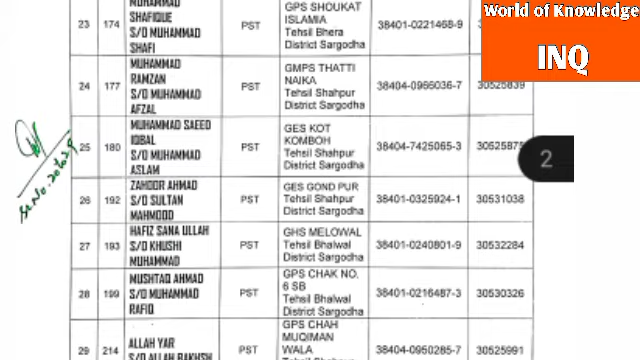 World of Knowledge
INQ
2
23 174 MUHAMMAD SHAFIQUE S/O MUHAMMAD SHAFI PST GPS SHOUKAT ISLAMIA Tehsil Bhera District Sargodha 38401-0221468-9
24 177 MUHAMMAD RAMZAN S/O MUHAMMAD AFZAL PST GMPS THATTI NAIKA Tehsil Shahpur District Sargodha 38404-0966036-7 30525839
25 180 MUHAMMAD SAEED IQBAL S/O MUHAMMAD ASLAM PST GES KOT KOMBOH Tehsil Shahpur District Sargodha 38404-7425065-3 3052587
26 192 ZAHOOR AHMAD S/O SULTAN MAHMOOD PST GES GOND PUR Tehsil Shahpur District Sargodha 38401-0325924-1 30531038
27 193 HAFIZ SANA ULLAH S/O KHUSHI MUHAMMAD PST GHS MELOWAL Tehsil Bhalwal District Sargodha 38401-0240801-9 30532284
28 199 MUSHTAQ AHMAD S/O MUHAMMAD RAFIQ PST GPS CHAK NO. 6 SB Tehsil Bhalwal District Sargodha 38401-0216487-3 30530326
29 214 ALLAH YAR S/O ALLAH BAKHSH PST GPS CHAH MUQIMAN WALA Tehsil Shahpur 38404-0950285-7 30525991